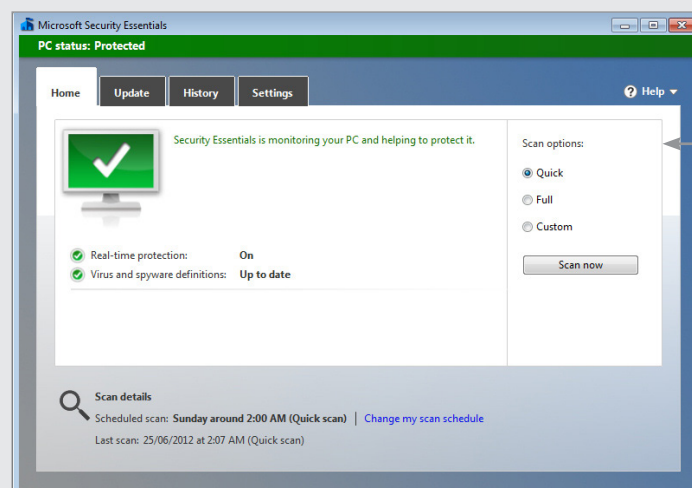 Microsoft Security Essentials
PC status: Protected
Home Update History Settings
? Help
Security Essentials is monitoring your PC and helping to protect it.
Scan options:
Quick
Full
Custom
Scan now
Real-time protection: On
Virus and spyware definitions: Up to date
Scan details
Scheduled scan: Sunday around 2:00 AM (Quick scan) | Change my scan schedule
Last scan: 25/06/2012 at 2:07 AM (Quick scan)